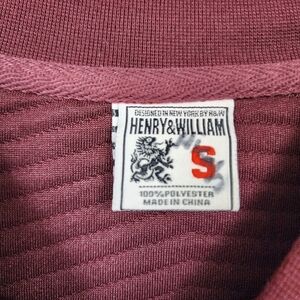 DESIGNED IN NEW YORK BY H&W
HENRY&WILLIAM
S
100% POLYESTER
MADE IN CHINA